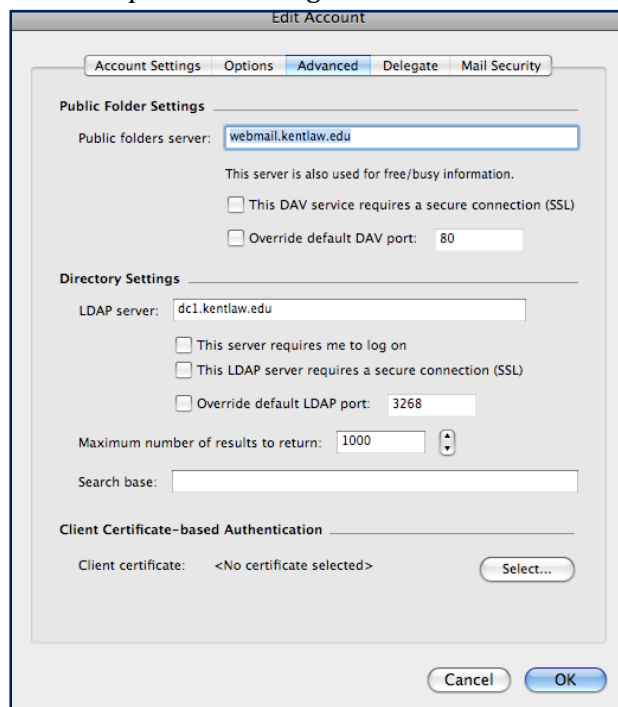 Edit Account
Account Settings Options Advanced Delegate Mail Security
Public Folder Settings
Public folders server: webmail.kentlaw.edu
This server is also used for free/busy information.
This DAV service requires a secure connection (SSL)
Override default DAV port: 80
Directory Settings
LDAP server: dc1.kentlaw.edu
This server requires me to log on
This LDAP server requires a secure connection (SSL)
Override default LDAP port: 3268
Maximum number of results to return: 1000
Search base:
Client Certificate-based Authentication
Client certificate: <No certificate selected> Select...
Cancel OK